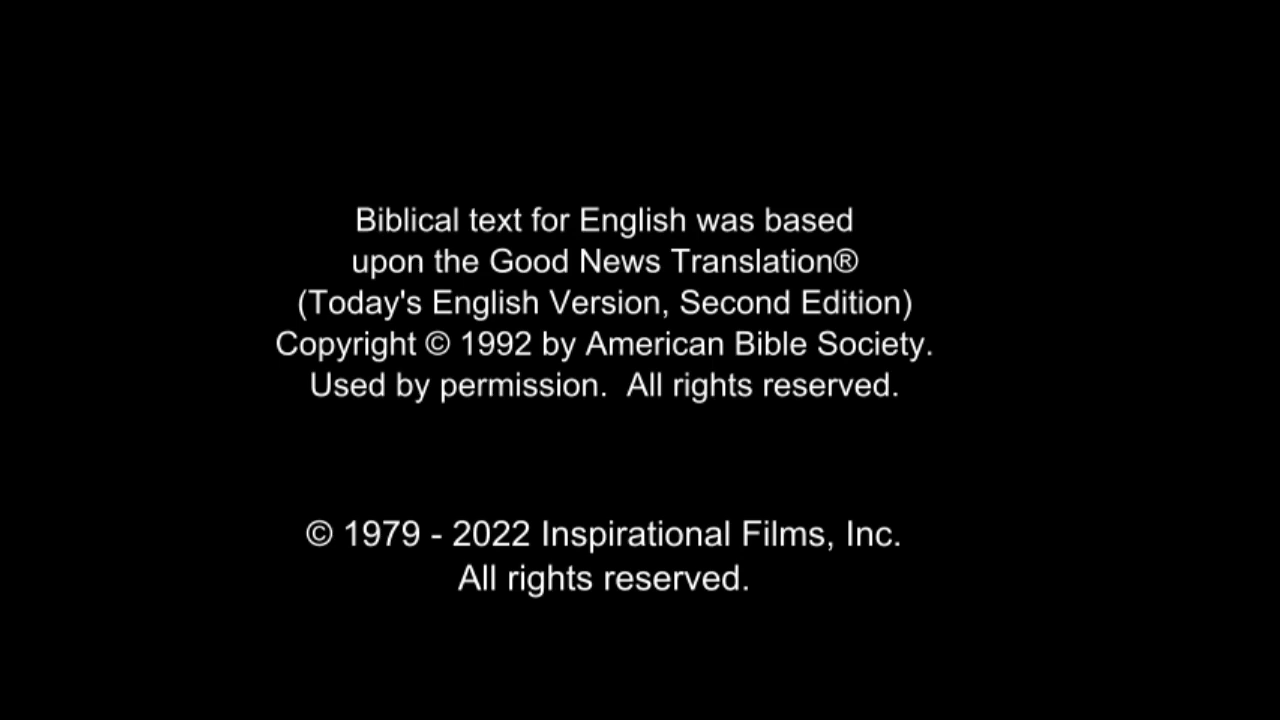 Biblical text for English was based
upon the Good News Translation®
(Today's English Version, Second Edition)
Copyright © 1992 by American Bible Society.
Used by permission.  All rights reserved.
© 1979 - 2022 Inspirational Films, Inc.
All rights reserved.